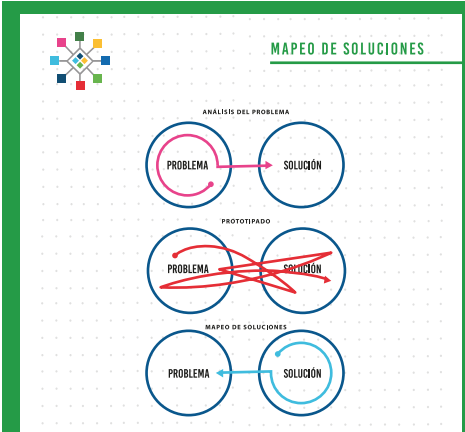 MAPEO DE SOLUCIONES
ANÁLISIS DEL PROBLEMA
PROBLEMA
SOLUCIÓN
PROTOTIPADO
PROBLEMA
SOLUCIÓN
MAPEO DE SOLUCIONES
PROBLEMA
SOLUCIÓN